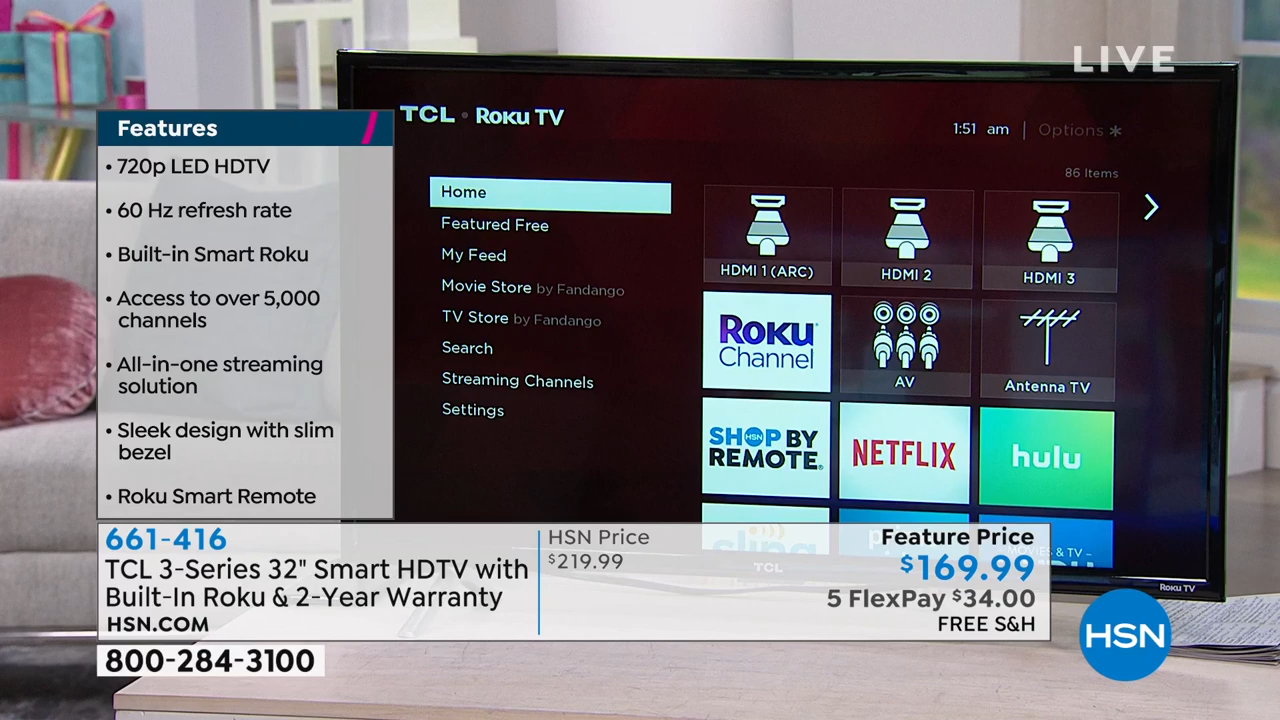 LIVE
TCL • Roku TV
1:51 am | Options ∗
86 Items
Features
• 720p LED HDTV
• 60 Hz refresh rate
• Built-in Smart Roku
• Access to over 5,000
channels
• All-in-one streaming
solution
• Sleek design with slim
bezel
• Roku Smart Remote
Home
Featured Free
My Feed
Movie Store by Fandango
TV Store by Fandango
Search
Streaming Channels
Settings
HDMI 1 (ARC)
HDMI 2
HDMI 3
Roku
Channel
AV
Antenna TV
SHOP BY
HSN
REMOTE®
NETFLIX
hulu
sling
MOVIES & TV
TCL
Roku TV
661-416
TCL 3-Series 32" Smart HDTV with
Built-In Roku & 2-Year Warranty
HSN.COM
HSN Price
$219.99
Feature Price
$169.99
5 FlexPay $34.00
FREE S&H
HSN
800-284-3100